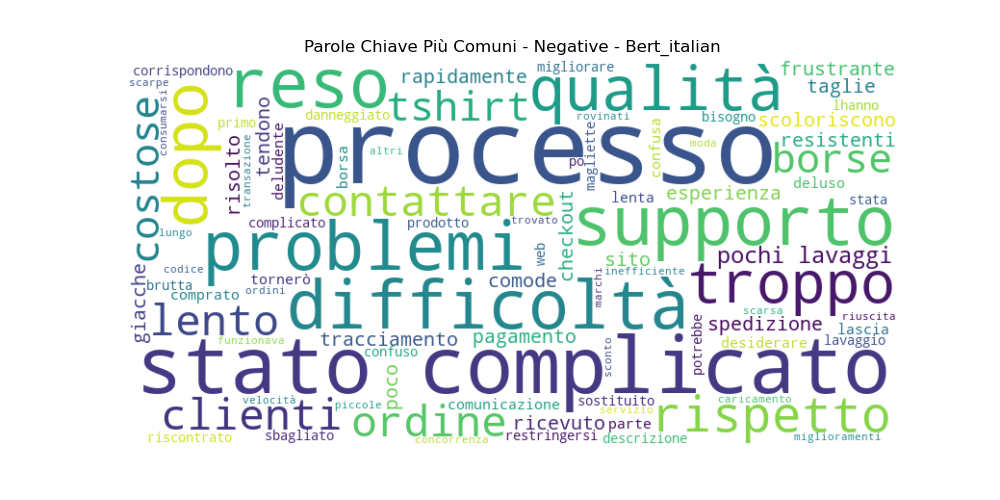 Parole Chiave Più Comuni - Negative - Bert_italian
corrispondono
scarpe
reso
rapidamente
migliorare
qualità
frustrante
taglie
lhanno
consumarsi
dopo
primo
tendono
danneggiato
tshirt
rovinati
bisogno
scoloriscono
costose
risolto
transazione
deludente
processo
borsa
altri
po
magliette
confusa
moda
resistenti
borse
deluso
contattare
lenta
esperienza
stata
lungo
complicato
prodotto
trovato
checkout
supporto
problemi
web
sito
pochi lavaggi
giacche
codice
brutta
tornerò
comode
marchi
inefficiente
troppo
comprato
ordini
difficoltà
scarsa
riuscita
lento
tracciamento
pagamento
potrebbe
spedizione
lascia
funzionava
confuso
desiderare
lavaggio
stato complicato
poco
sconto
velocità
piccole
comunicazione
sostituito
caricamento
clienti
ordine
servizio
rispetto
ricevuto
parte
riscontrato
sbagliato
concorrenza
restringersi
descrizione
miglioramenti